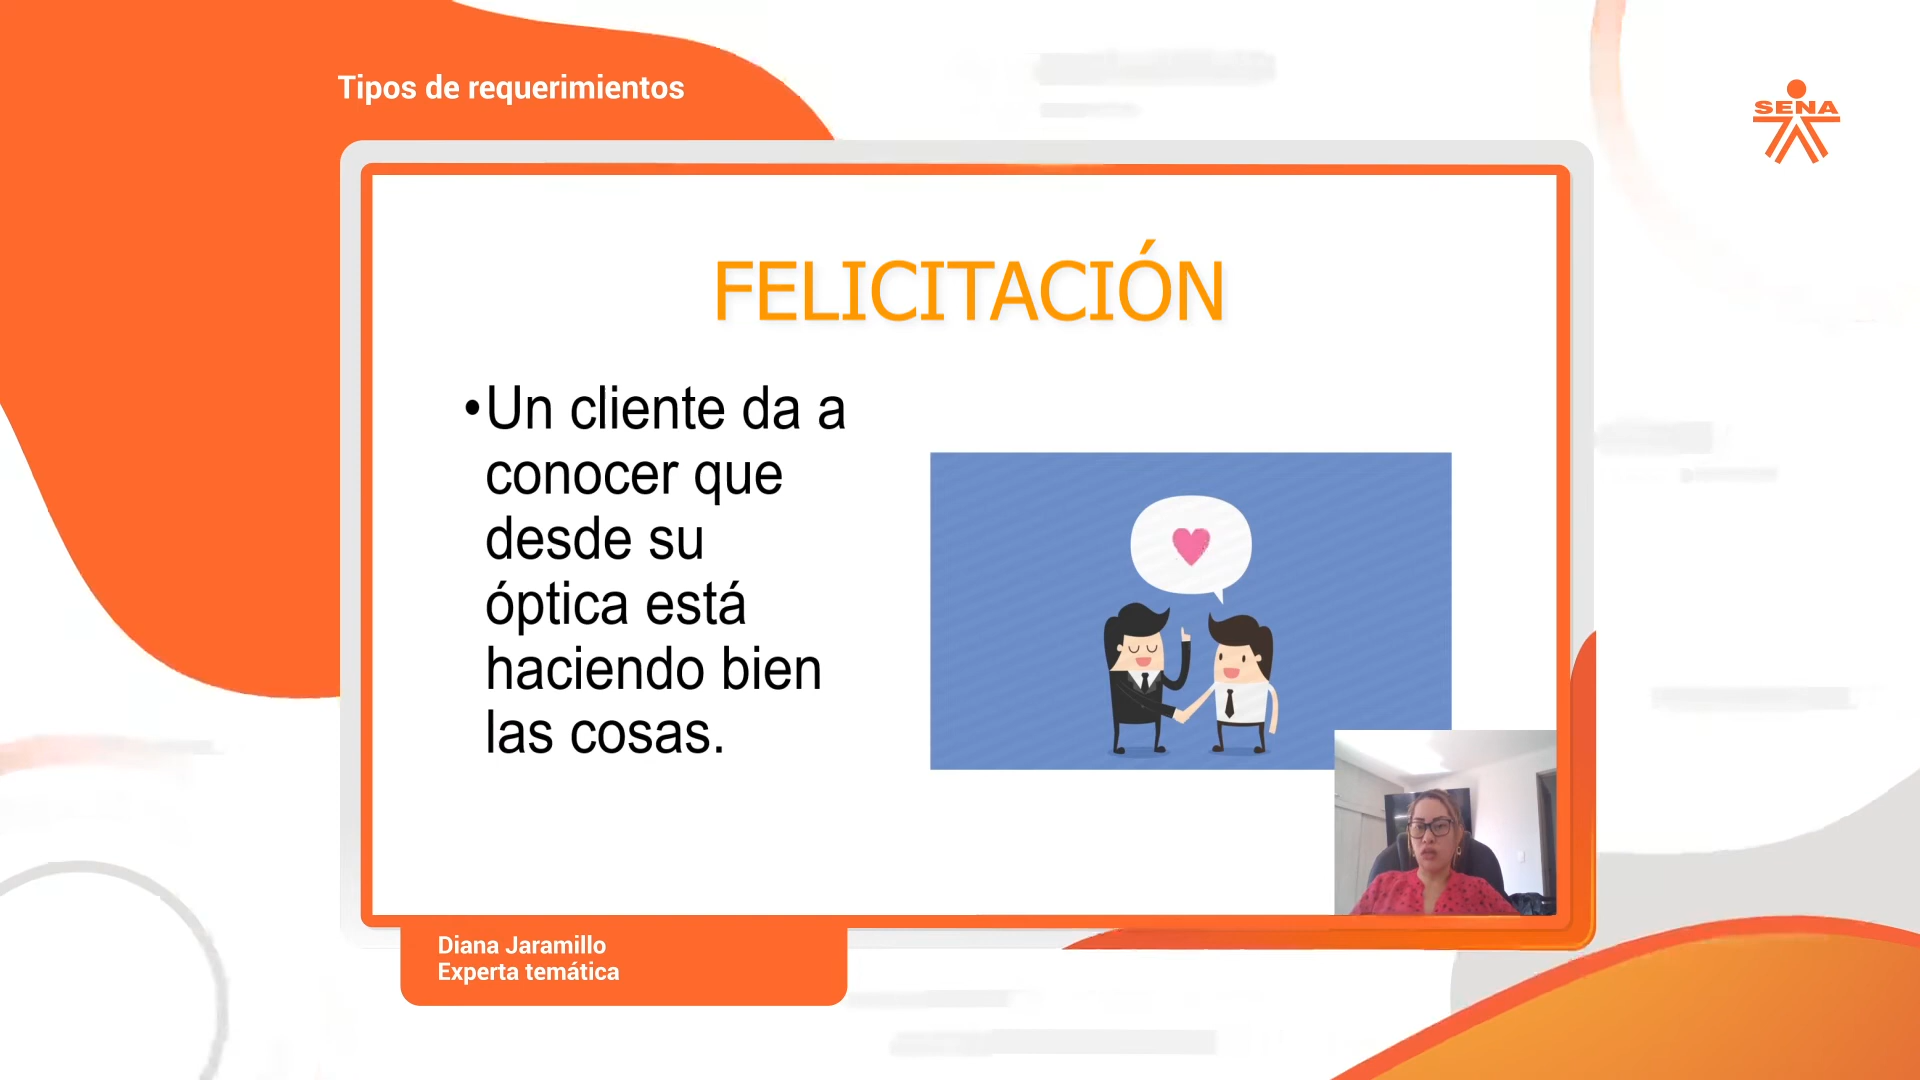 Tipos de requerimientos
SENA
FELICITACIÓN
•Un cliente da a
conocer que
desde su
óptica está
haciendo bien
las cosas.
Diana Jaramillo
Experta temática